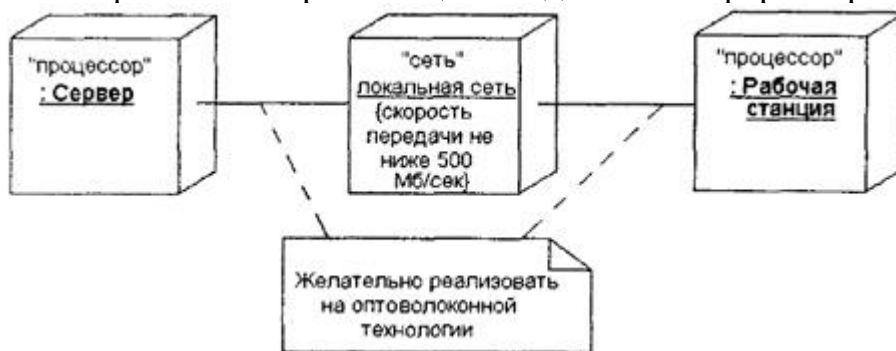 "процессор"
: Сервер
"сеть"
локальная сеть
{скорость
передачи не
ниже 500
Мб/сек}
"процессор"
: Рабочая
станция
Желательно реализовать
на оптоволоконной
технологии